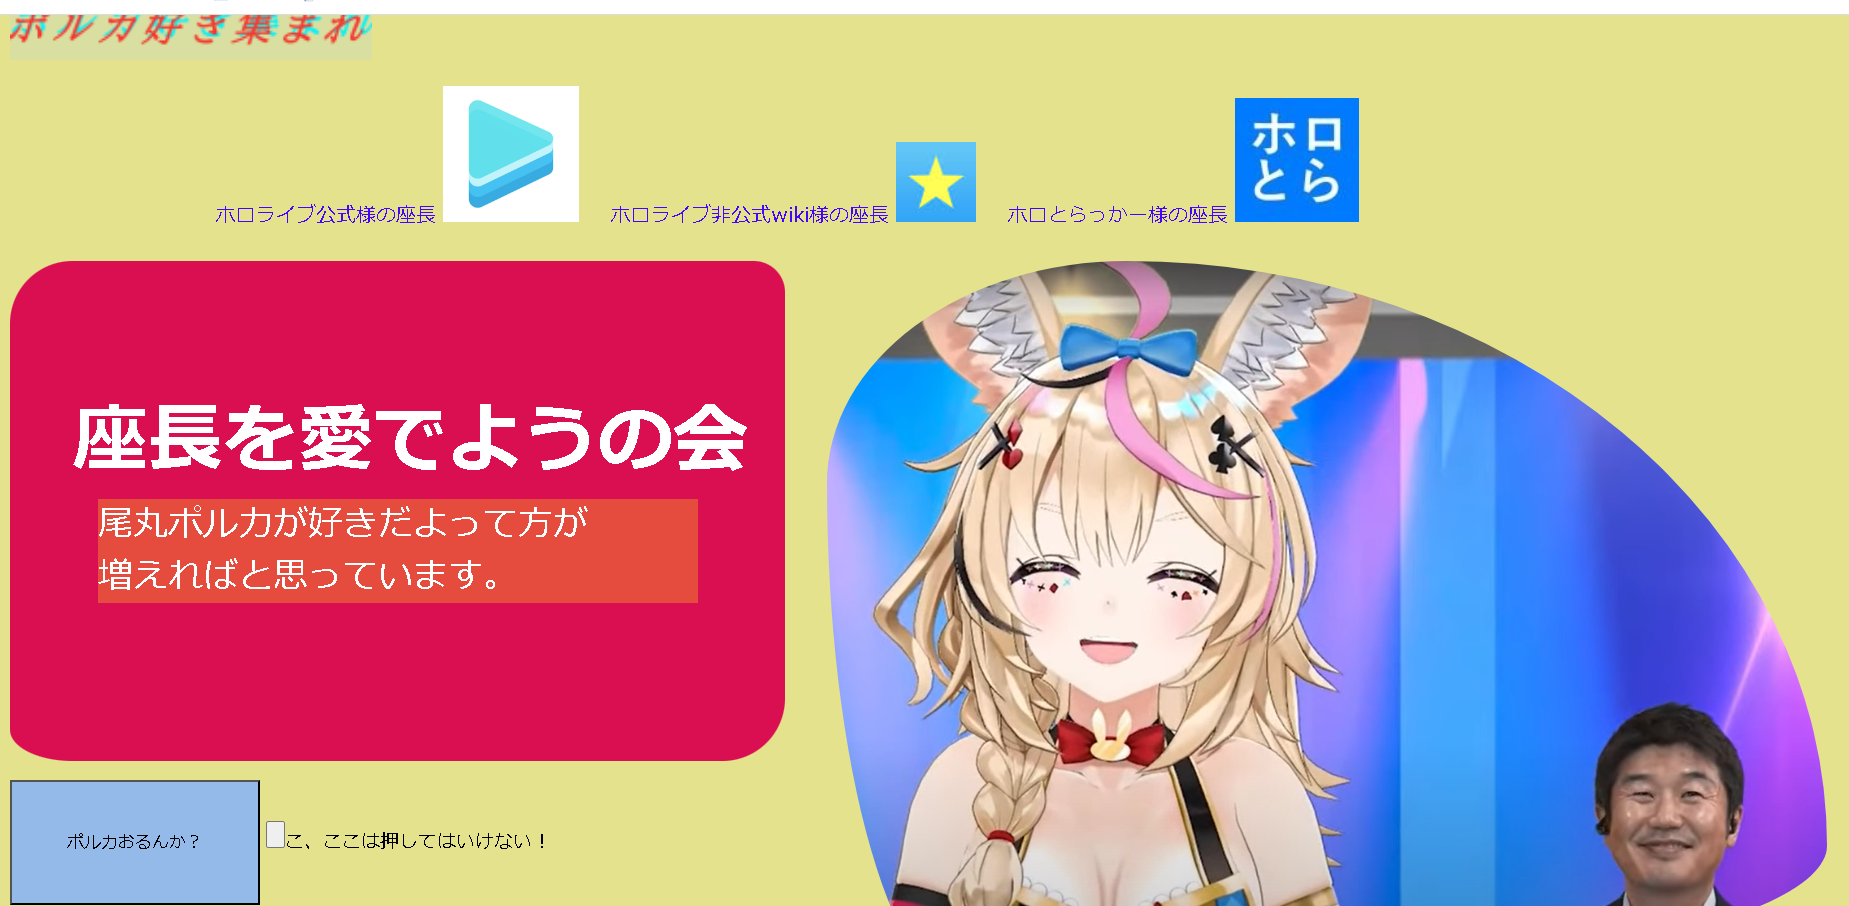 ポルカ好き集まれ
ホロライブ公式様の座長
ホロライブ非公式wiki様の座長
ホロとらっかー様の座長
ホロ
とら
座長を愛でようの会
尾丸ポルカが好きだよって方が
増えればと思っています。
ポルカおるんか？
こ、ここは押してはいけない！